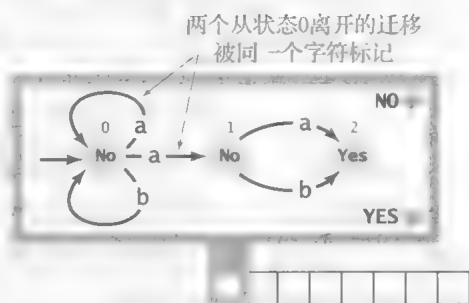 两个从状态0离开的迁移
被同一个字符标记
NO
0 a 1 a 2
No a No Yes
b b
YES